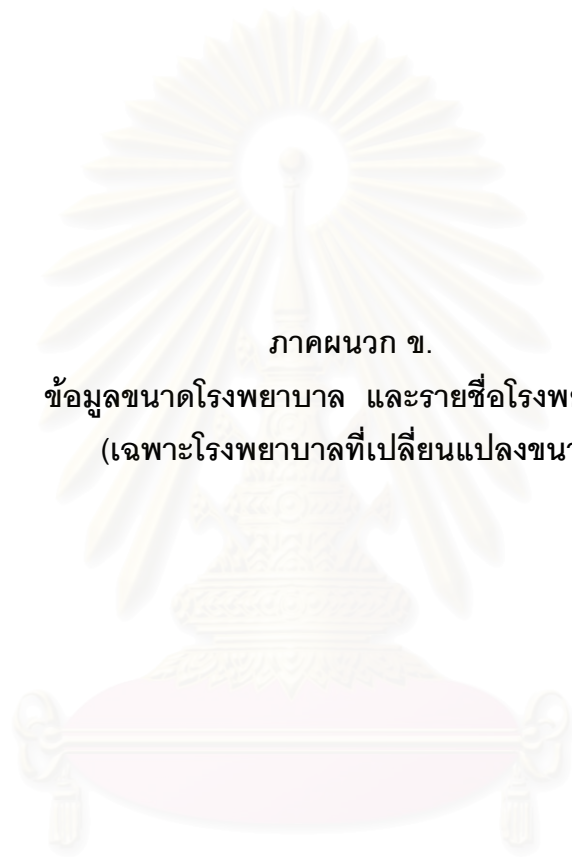 ภาคผนวก ข.
ข้อมูลขนาดโรงพยาบาล และรายชื่อโรงพ
(เฉพาะโรงพยาบาลที่เปลี่ยนแปลงขนา